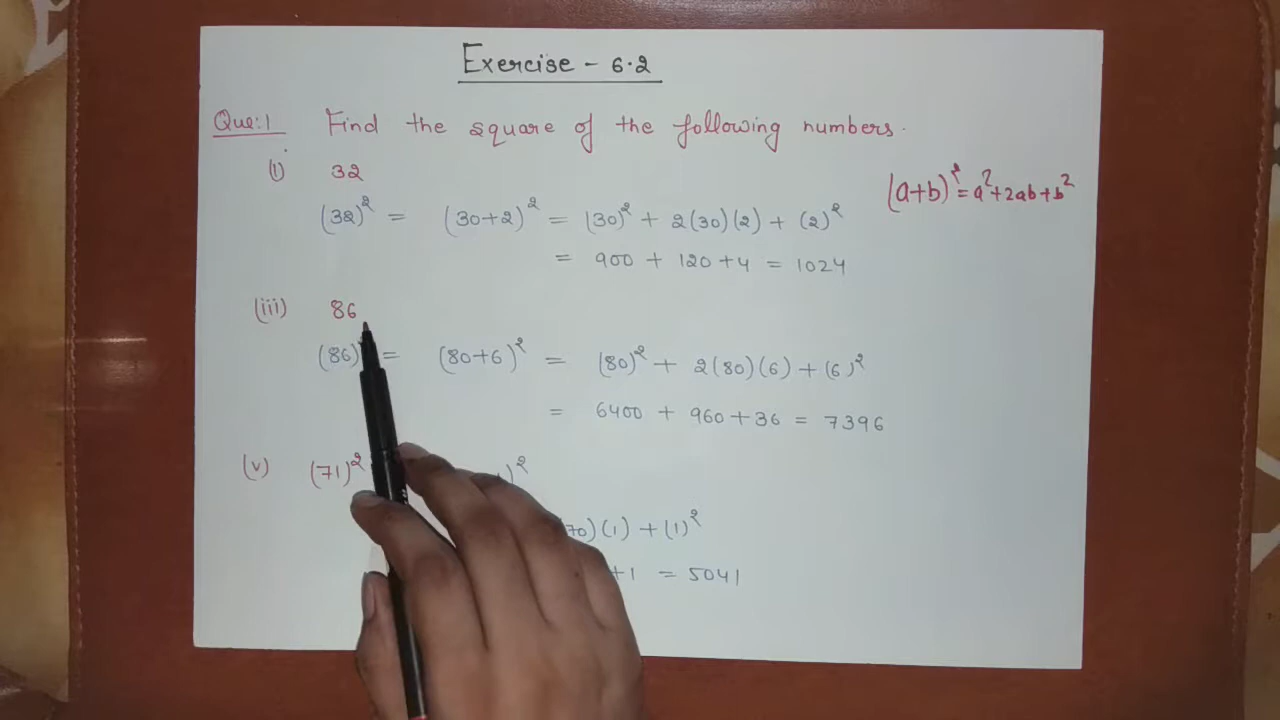 Exercise - 6.2
Que:1 Find the square of the following numbers.
(i) 32
(a+b)² = a²+2ab+b²
(32)² = (30+2)² = (30)² + 2(30)(2) + (2)²
= 900 + 120 + 4 = 1024
(iii) 86
(86) = (80+6)² = (80)² + 2(80)(6) + (6)²
= 6400 + 960 + 36 = 7396
(v) (71)² )²
70)(1) + (1)²
+1 = 5041